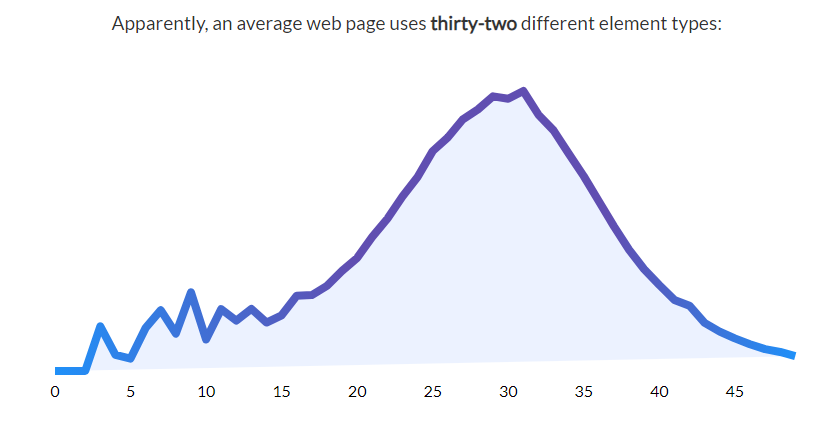 Apparently, an average web page uses thirty-two different element types:
0 5 10 15 20 25 30 35 40 45